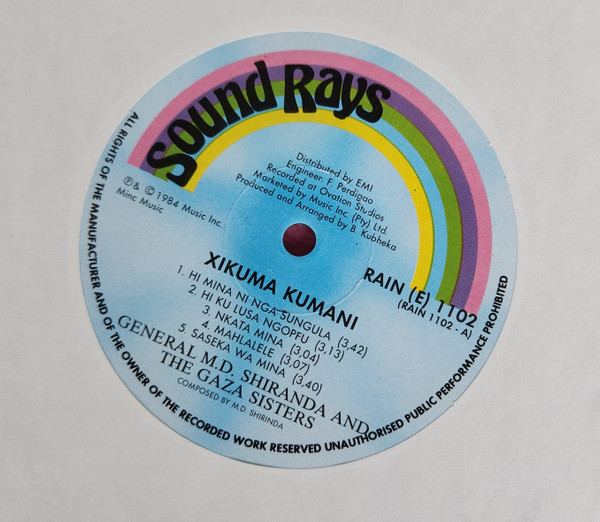 Sound Rays
Distributed by EMI
Engineer: F. Perdigao
Recorded at Ovation Studios
Marketed by Music Inc. (Pty) Ltd.
Produced and Arranged by B. Kubheka
℗ & © 1984 Music Inc.
Minc Music
RAIN (E) 1102
(RAIN 1102 - A)
XIKUMA KUMANI
1. HI MINA NI NGA SUNGULA (3,42)
2. HI KU LUSA NGOPFU (3,13)
3. NKATA MINA (3,04)
4. MAHLALELE (3,07)
5. SASEKA WA MINA (3,40)
GENERAL M.D. SHIRANDA AND
THE GAZA SISTERS
COMPOSED BY M.D. SHIRINDA
ALL RIGHTS OF THE MANUFACTURER AND OF THE OWNER OF THE RECORDED WORK RESERVED UNAUTHORISED PUBLIC PERFORMANCE PROHIBITED